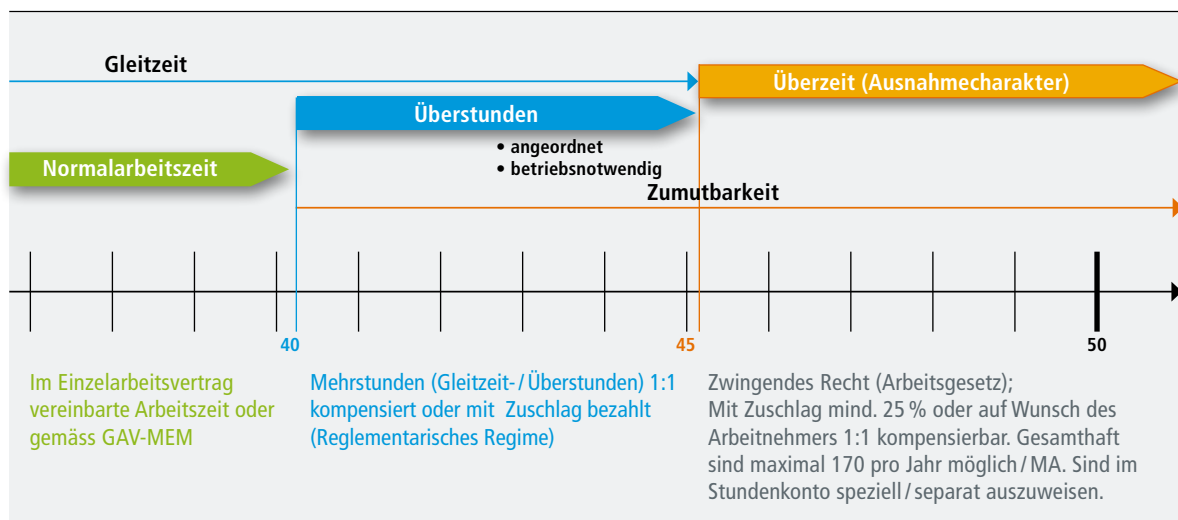 Gleitzeit
Überzeit (Ausnahmecharakter)
Überstunden
• angeordnet
• betriebsnotwendig
Normalarbeitszeit
Zumutbarkeit
40
45
50
Im Einzelarbeitsvertrag
vereinbarte Arbeitszeit oder
gemäss GAV-MEM
Mehrstunden (Gleitzeit- / Überstunden) 1:1
kompensiert oder mit Zuschlag bezahlt
(Reglementarisches Regime)
Zwingendes Recht (Arbeitsgesetz);
Mit Zuschlag mind. 25 % oder auf Wunsch des
Arbeitnehmers 1:1 kompensierbar. Gesamthaft
sind maximal 170 pro Jahr möglich / MA. Sind im
Stundenkonto speziell / separat auszuweisen.